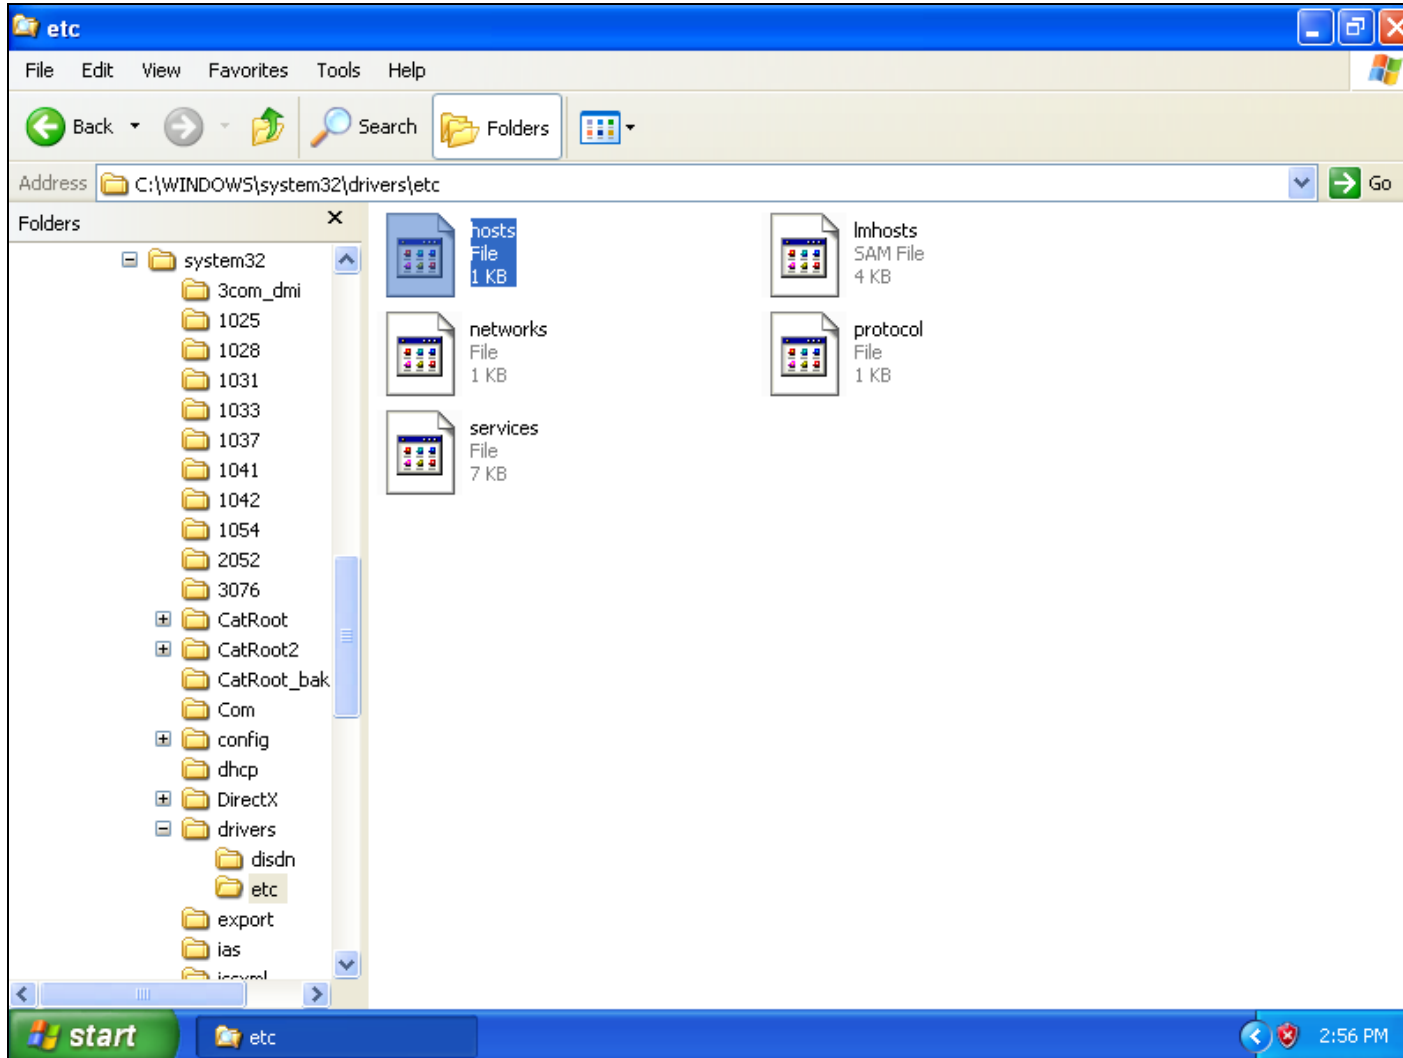 etc
File Edit View Favorites Tools Help
Back Search Folders
Address C:\WINDOWS\system32\drivers\etc Go
Folders
system32
3com_dmi
1025
1028
1031
1033
1037
1041
1042
1054
2052
3076
CatRoot
CatRoot2
CatRoot_bak
Com
config
dhcp
DirectX
drivers
disdn
etc
export
ias
hosts
File
1 KB
lmhosts
SAM File
4 KB
networks
File
1 KB
protocol
File
1 KB
services
File
7 KB
start etc 2:56 PM